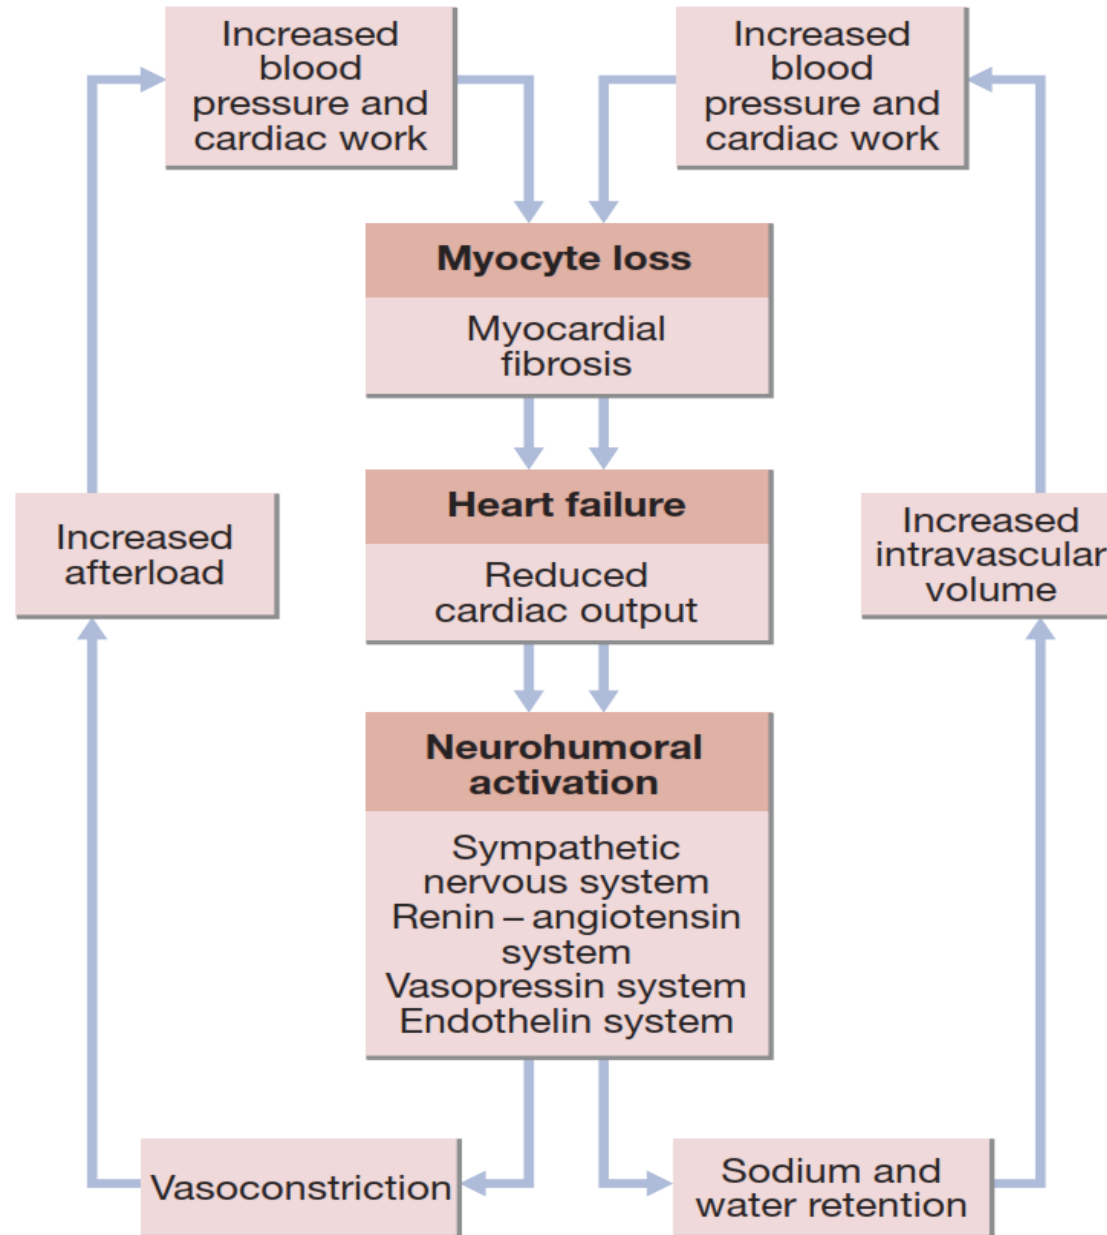 Increased
blood
pressure and
cardiac work
Increased
blood
pressure and
cardiac work
Myocyte loss
Myocardial
fibrosis
Heart failure
Reduced
cardiac output
Increased
afterload
Increased
intravascular
volume
Neurohumoral
activation
Sympathetic
nervous system
Renin – angiotensin
system
Vasopressin system
Endothelin system
Vasoconstriction
Sodium and
water retention